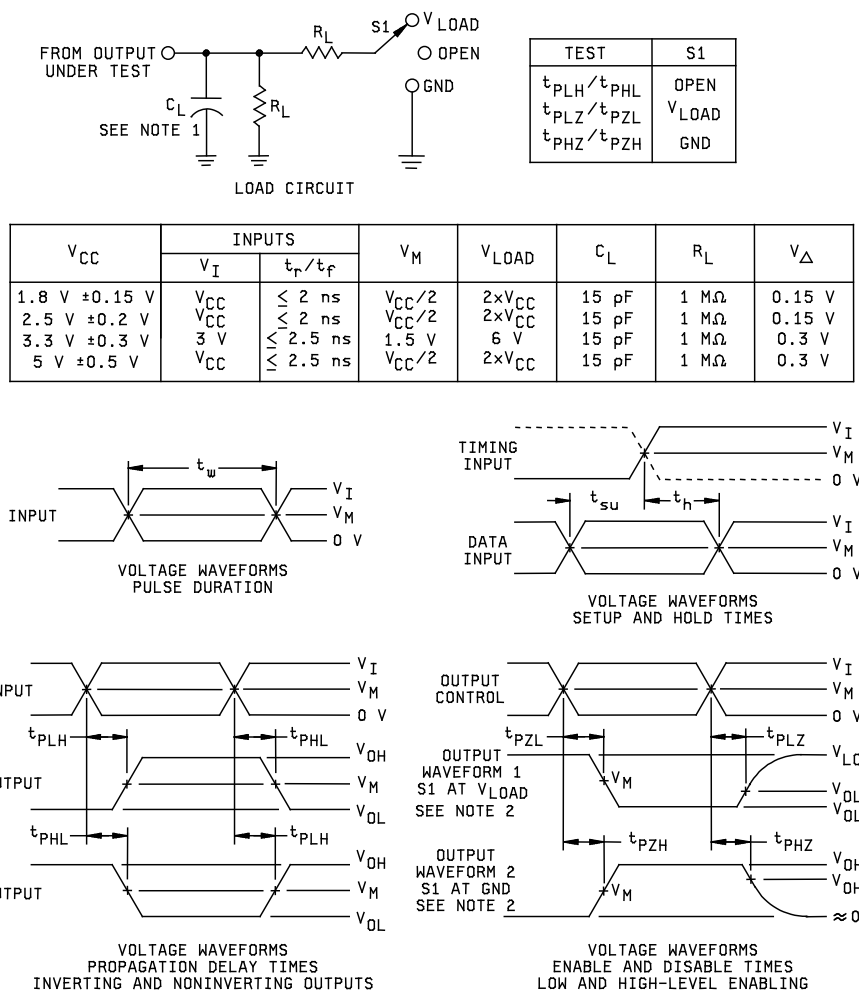 S1
V LOAD
R L
FROM OUTPUT
UNDER TEST
OPEN
GND
C L
SEE NOTE 1
R L
LOAD CIRCUIT
TEST S1
t PLH / t PHL OPEN
t PLZ / t PZL V LOAD
t PHZ / t PZH GND
V CC INPUTS V M V LOAD C L R L V △
V I t r / t f
1.8 V ±0.15 V V CC ≤ 2 ns V CC /2 2×V CC 15 pF 1 MΩ 0.15 V
2.5 V ±0.2 V V CC ≤ 2 ns V CC /2 2×V CC 15 pF 1 MΩ 0.15 V
3.3 V ±0.3 V 3 V ≤ 2.5 ns 1.5 V 6 V 15 pF 1 MΩ 0.3 V
5 V ±0.5 V V CC ≤ 2.5 ns V CC /2 2×V CC 15 pF 1 MΩ 0.3 V
t w
INPUT
V I
V M
0 V
VOLTAGE WAVEFORMS
PULSE DURATION
TIMING
INPUT
V I
V M
0 V
t su
t h
DATA
INPUT
V I
V M
0 V
VOLTAGE WAVEFORMS
SETUP AND HOLD TIMES
V I
V M
0 V
t PLH
t PHL
V OH
V M
V OL
t PHL
t PLH
V OH
V M
V OL
VOLTAGE WAVEFORMS
PROPAGATION DELAY TIMES
INVERTING AND NONINVERTING OUTPUTS
OUTPUT
CONTROL
V I
V M
0 V
t PZL
t PLZ
OUTPUT
WAVEFORM 1
S1 AT V LOAD
SEE NOTE 2
V M
V OL
V OL
t PZH
t PHZ
OUTPUT
WAVEFORM 2
S1 AT GND
SEE NOTE 2
V M
V OH
V OH
≈ 0
VOLTAGE WAVEFORMS
ENABLE AND DISABLE TIMES
LOW AND HIGH-LEVEL ENABLING